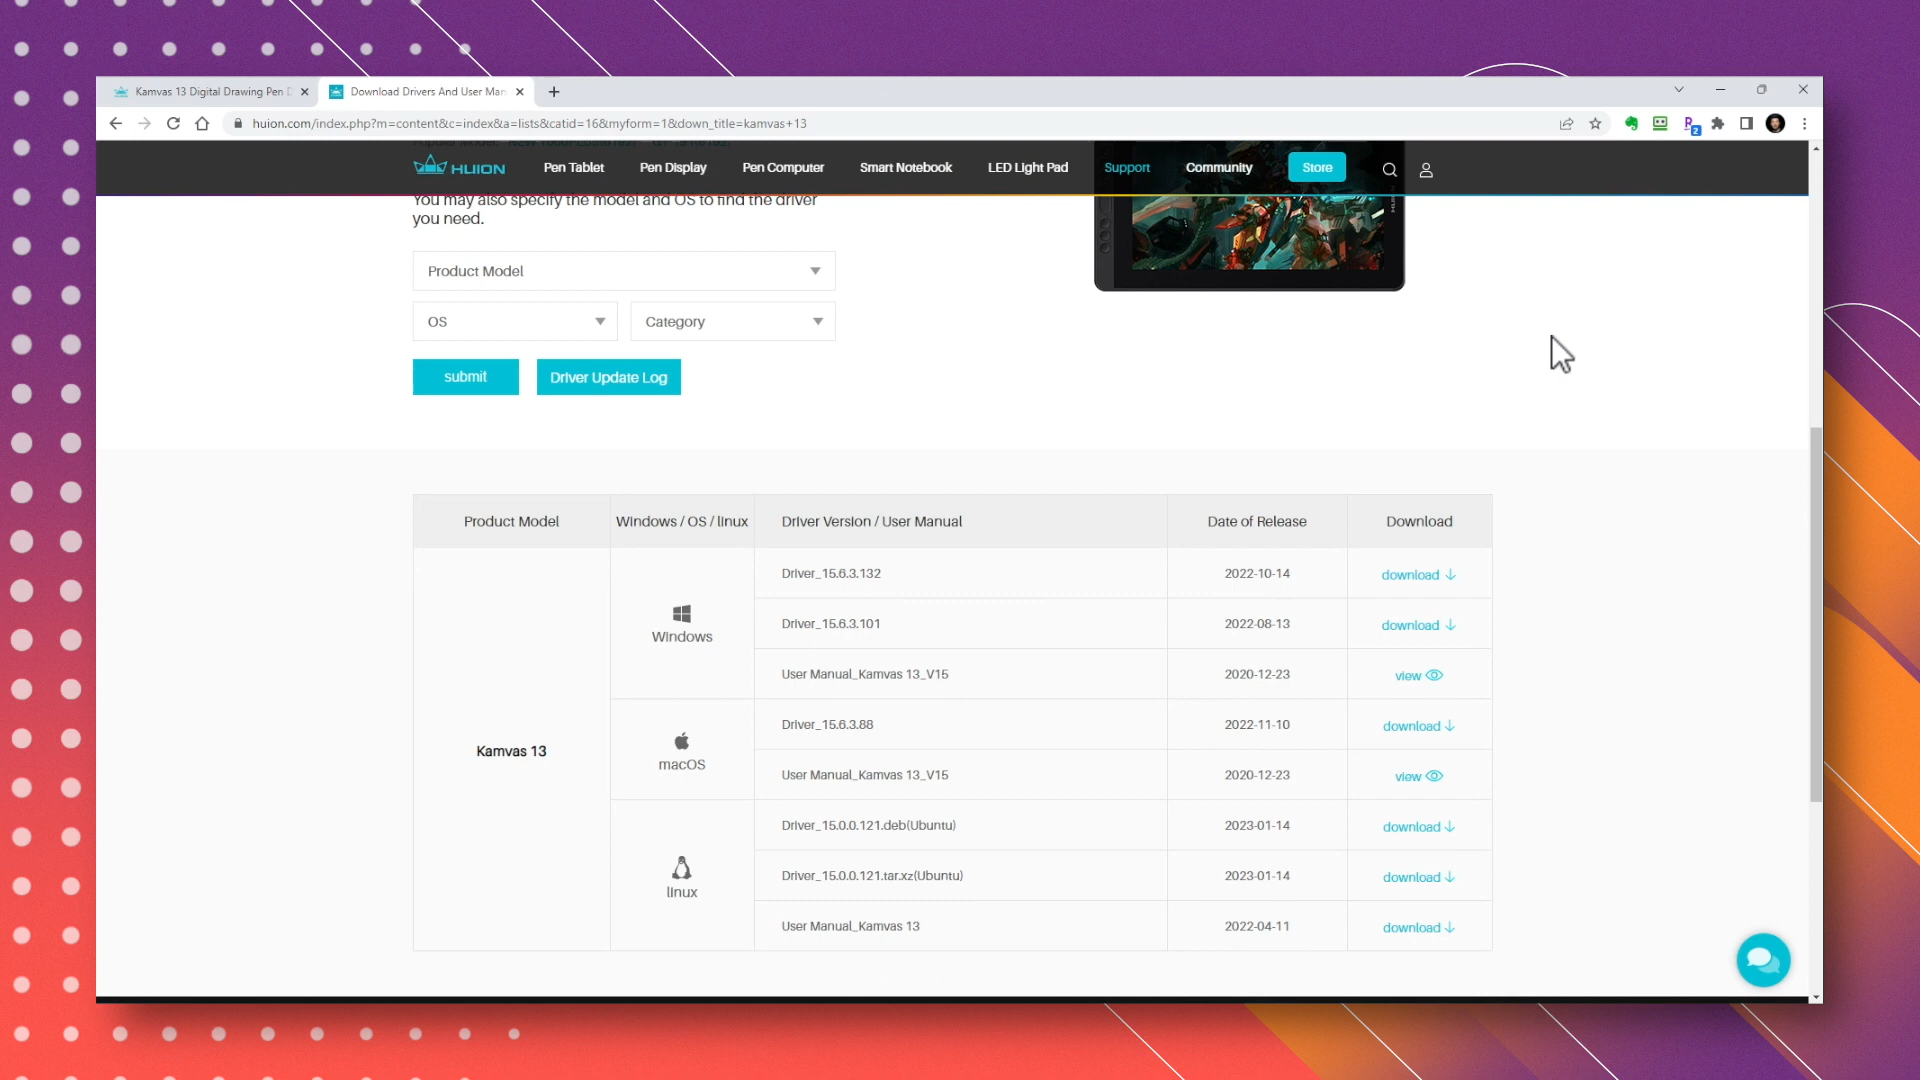 Kamvas 13 Digital Drawing Pen D
Download Drivers And User Man
huion.com/index.php?m=content&c=index&a=lists&catid=16&myform=1&down_title=kamvas+13
2
HUION
Pen Tablet
Pen Display
Pen Computer
Smart Notebook
LED Light Pad
Support
Community
Store
You may also specify the model and OS to find the driver
you need.
Product Model
OS
Category
submit
Driver Update Log
Product Model
Windows / OS / linux
Driver Version / User Manual
Date of Release
Download
Kamvas 13
Windows
Driver_15.6.3.132
2022-10-14
download
Driver_15.6.3.101
2022-08-13
download
User Manual_Kamvas 13_V15
2020-12-23
view
macOS
Driver_15.6.3.88
2022-11-10
download
User Manual_Kamvas 13_V15
2020-12-23
view
linux
Driver_15.0.0.121.deb(Ubuntu)
2023-01-14
download
Driver_15.0.0.121.tar.xz(Ubuntu)
2023-01-14
download
User Manual_Kamvas 13
2022-04-11
download